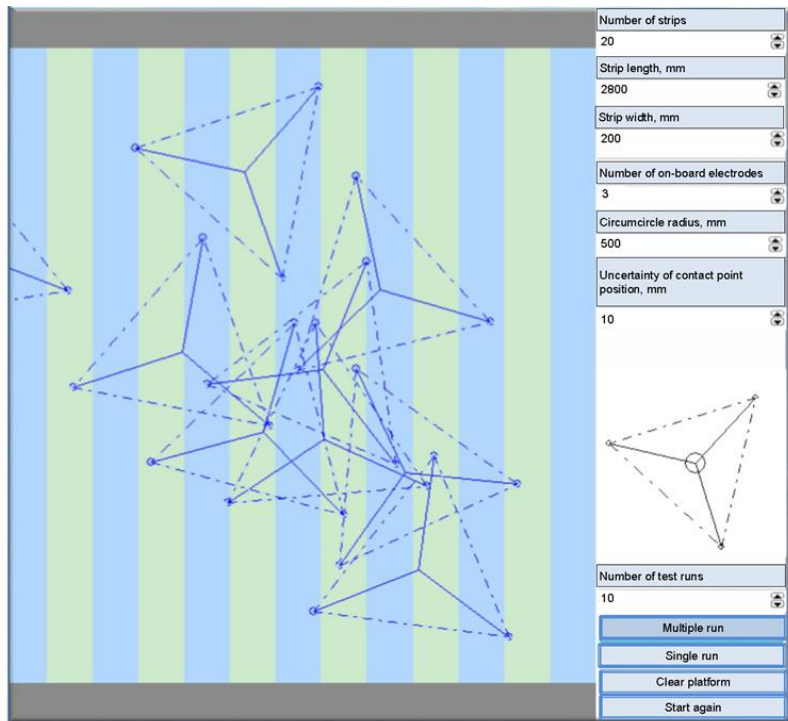 Number of strips
20
Strip length, mm
2800
Strip width, mm
200
Number of on-board electrodes
3
Circumcircle radius, mm
500
Uncertainty of contact point
position, mm
10
Number of test runs
10
Multiple run
Single run
Clear platform
Start again